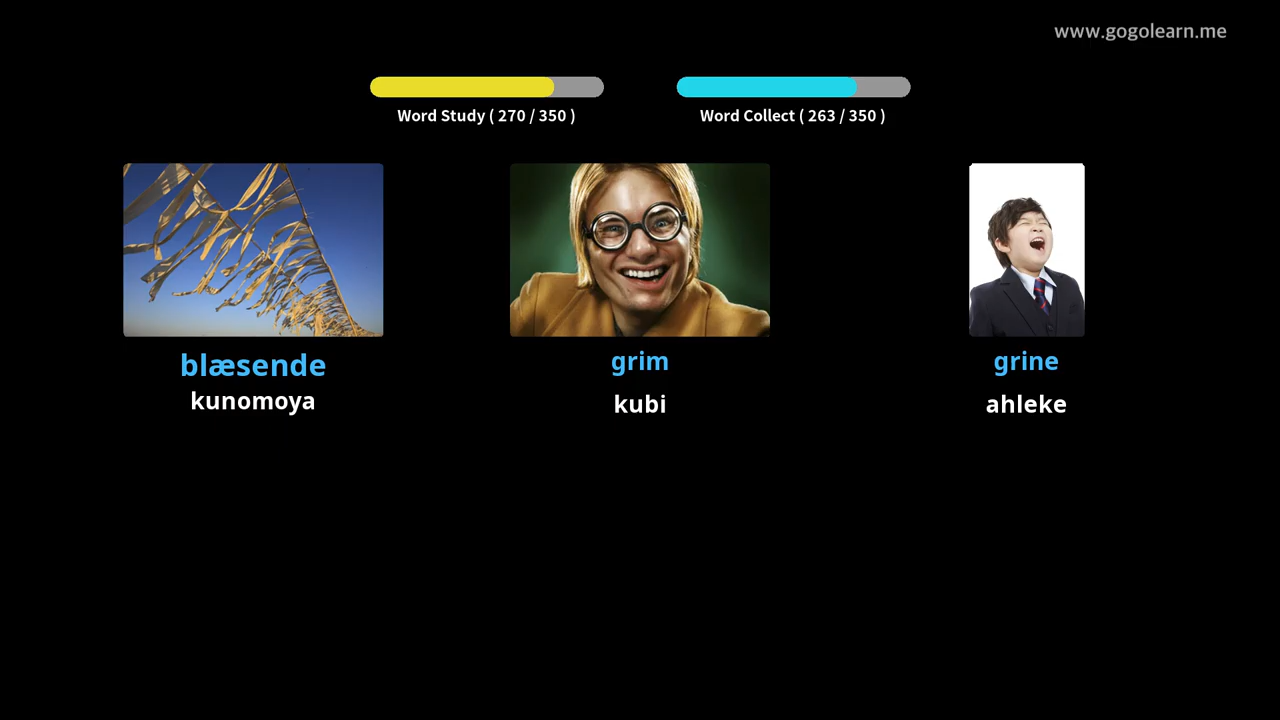 www.gogolearn.me
Word Study ( 270 / 350 )
Word Collect ( 263 / 350 )
blæsende
grim
grine
kunomoya
kubi
ahleke